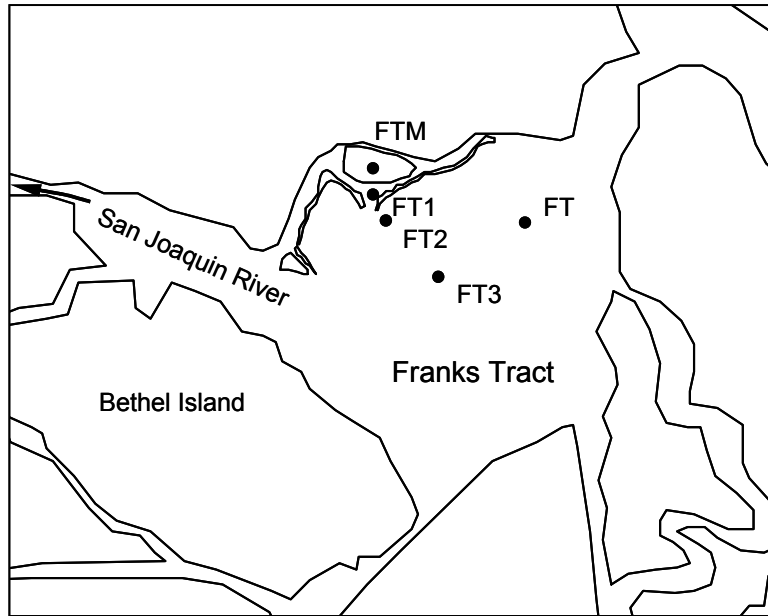 FTM
FT1
FT
FT2
San Joaquin River
FT3
Franks Tract
Bethel Island